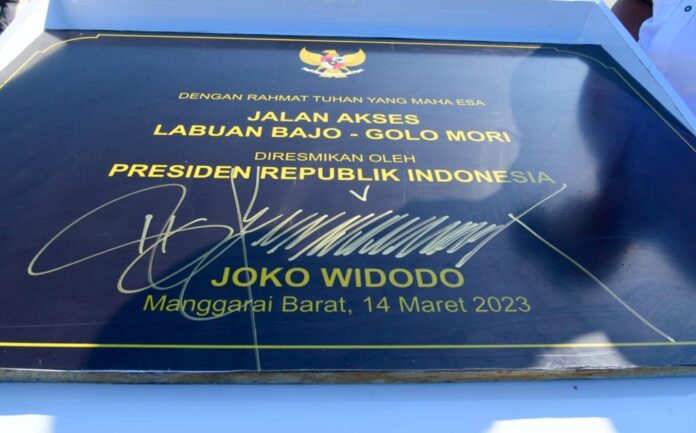 DENGAN RAHMAT TUHAN YANG MAHA ESA
JALAN AKSES
LABUAN BAJO - GOLO MORI
DIRESMIKAN OLEH
PRESIDEN REPUBLIK INDONESIA
JOKO WIDODO
Manggarai Barat, 14 Maret 2023